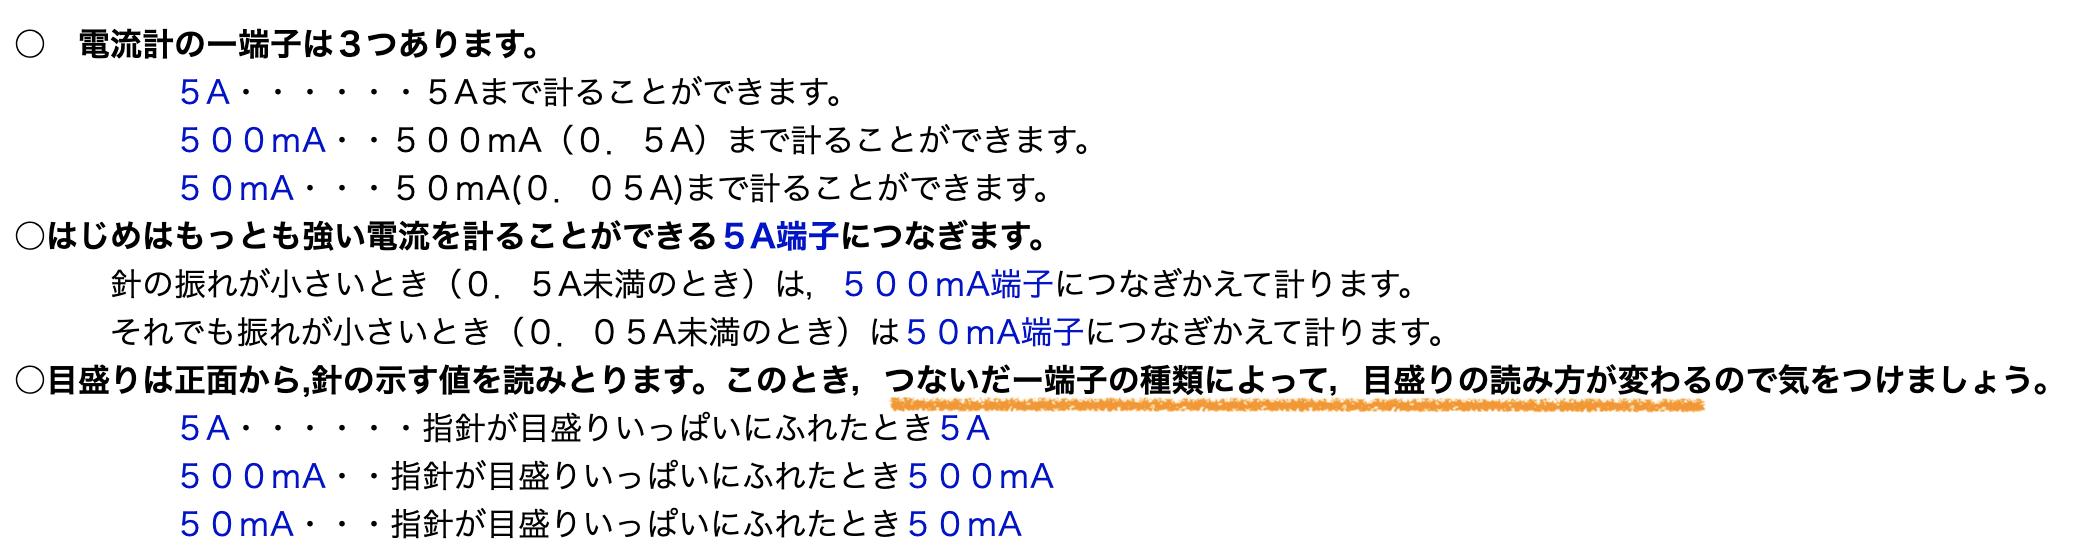 ○　電流計の－端子は３つあります。
５Ａ・・・・・・５Ａまで計ることができます。
５００ｍＡ・・５００ｍＡ（０．５Ａ）まで計ることができます。
５０ｍＡ・・・５０ｍＡ(０．０５Ａ)まで計ることができます。
○はじめはもっとも強い電流を計ることができる５Ａ端子につなぎます。
針の振れが小さいとき（０．５Ａ未満のとき）は，５００ｍＡ端子につなぎかえて計ります。
それでも振れが小さいとき（０．０５Ａ未満のとき）は５０ｍＡ端子につなぎかえて計ります。
○目盛りは正面から,針の示す値を読みとります。このとき，つないだ－端子の種類によって，目盛りの読み方が変わるので気をつけましょう。
５Ａ・・・・・・指針が目盛りいっぱいにふれたとき５Ａ
５００ｍＡ・・指針が目盛りいっぱいにふれたとき５００ｍＡ
５０ｍＡ・・・指針が目盛りいっぱいにふれたとき５０ｍＡ